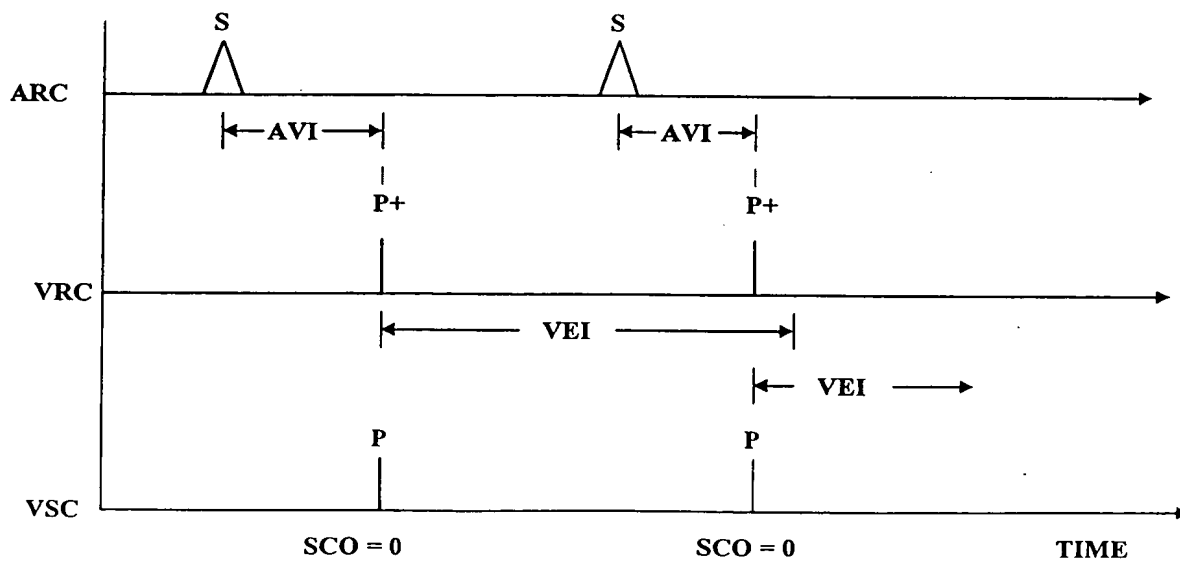 S S
ARC
AVI AVI
P+ P+
VRC
VEI
VEI
P P
VSC
SCO = 0 SCO = 0 TIME